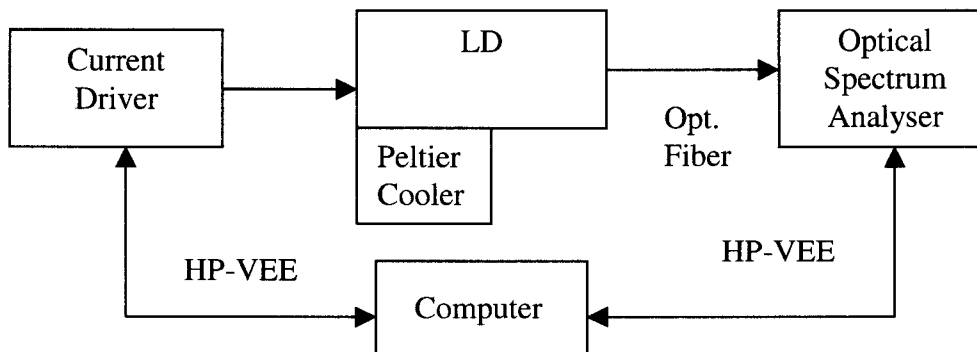 Current
Driver
LD
Optical
Spectrum
Analyser
Opt.
Fiber
Peltier
Cooler
HP-VEE
HP-VEE
Computer